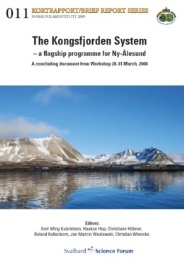 011 KORTRAPPORT/BRIEF REPORT SERIES
NORSK POLARINSTITUTT 2009
The Kongsfjorden System
– a flagship programme for Ny-Ålesund
A concluding document from Workshop 28-31 March, 2008
Editors:
Geir Wing Gabrielsen, Haakon Hop, Christiane Hübner,
Roland Kallenborn, Jan Marcin Weslawski, Christian Wiencke
Svalbard Science Forum